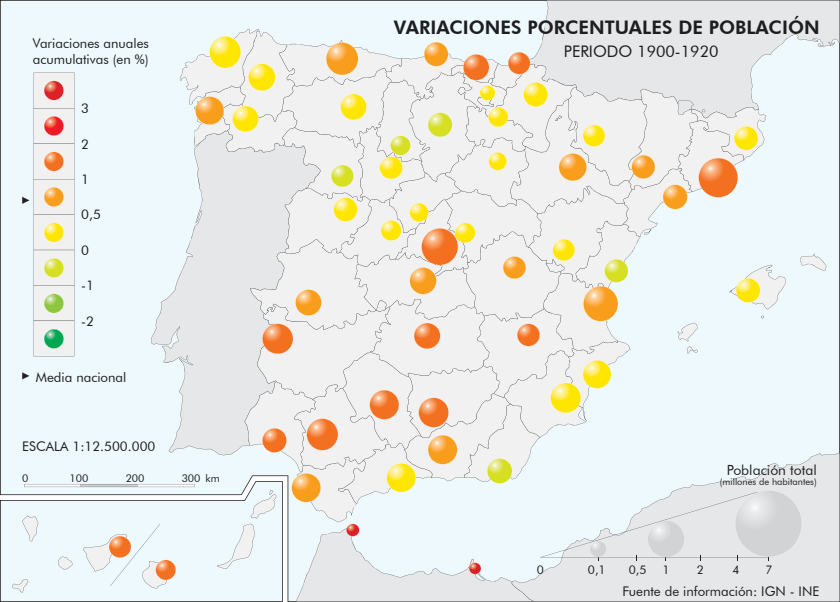 VARIACIONES PORCENTUALES DE POBLACIÓN
PERIODO 1900-1920
Variaciones anuales
acumulativas (en %)
3
2
1
0,5
0
-1
-2
Media nacional
ESCALA 1:12.500.000
0 100 200 300 km
Población total
(millones de habitantes)
0 0,1 0,5 1 2 4 7
Fuente de información: IGN - INE